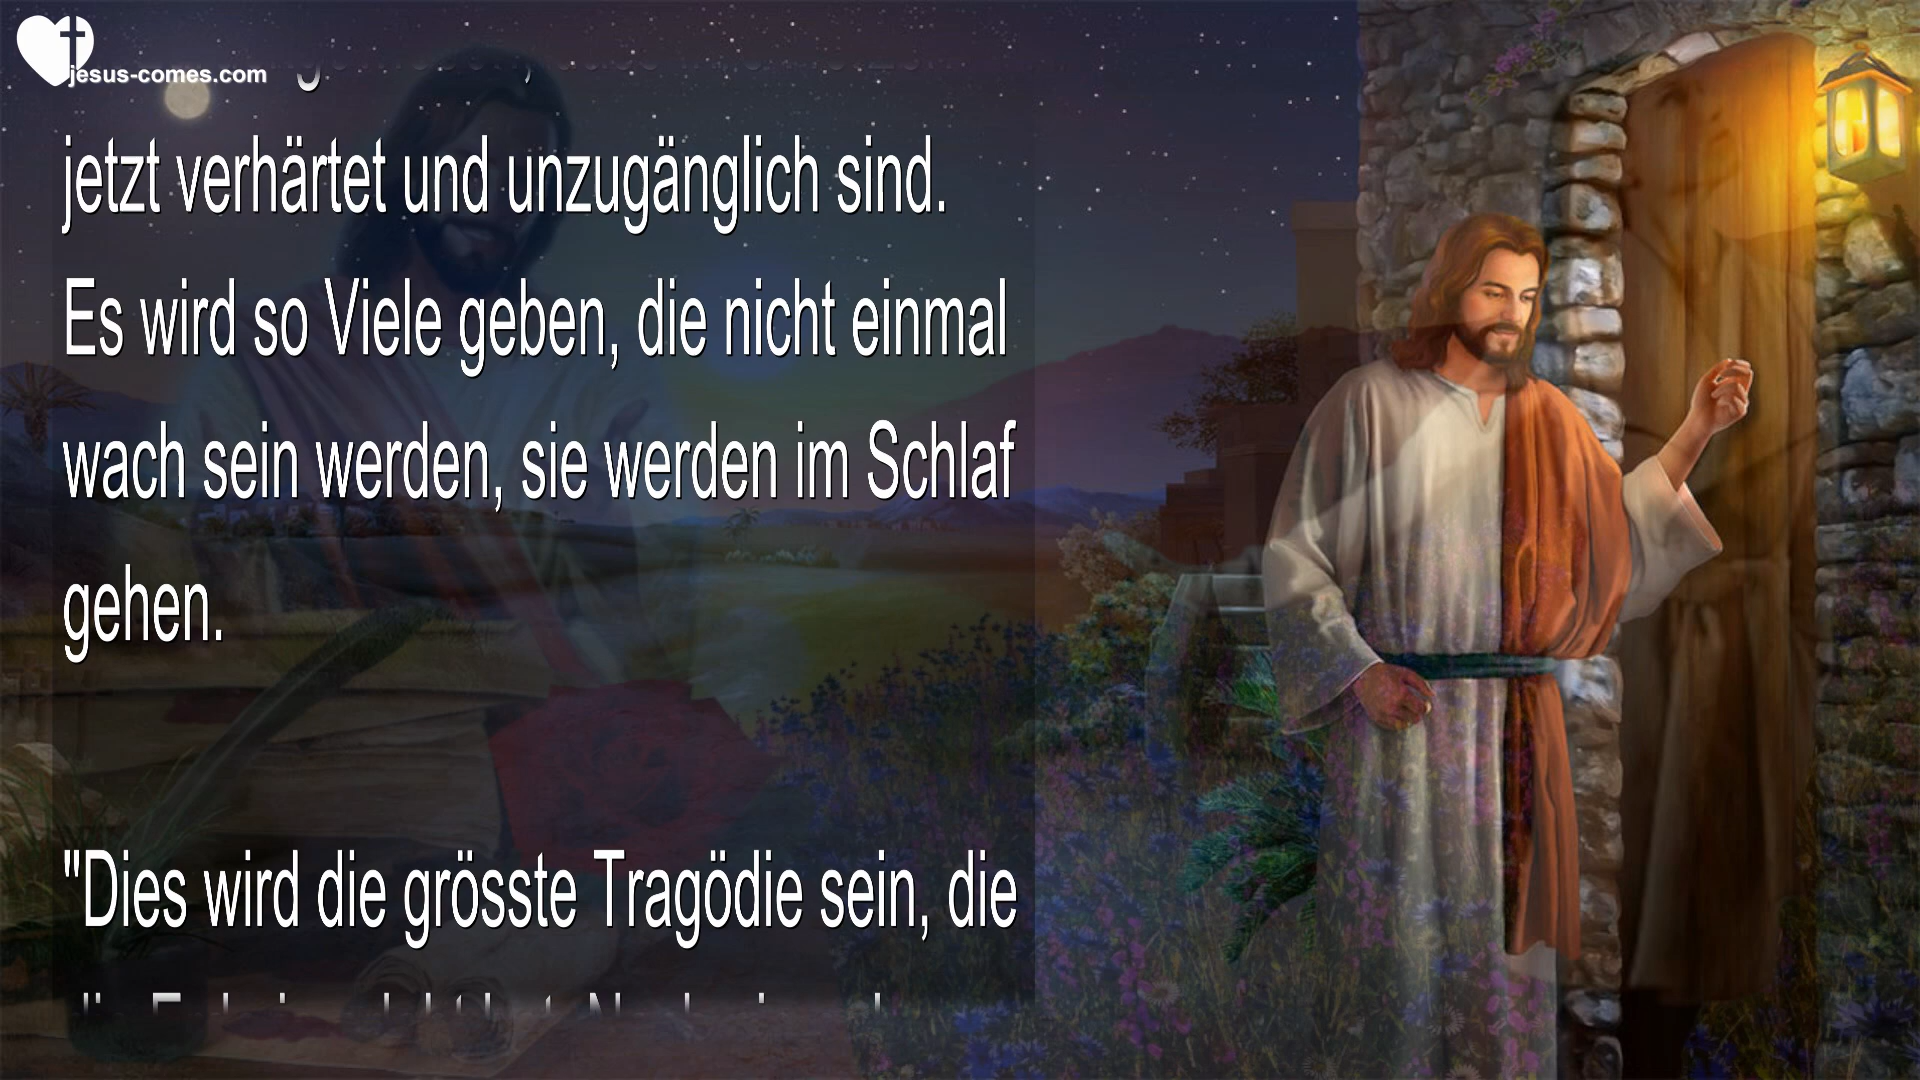 jesus-comes.com
jetzt verhärtet und unzugänglich sind.
Es wird so Viele geben, die nicht einmal
wach sein werden, sie werden im Schlaf
gehen.
"Dies wird die grösste Tragödie sein, die